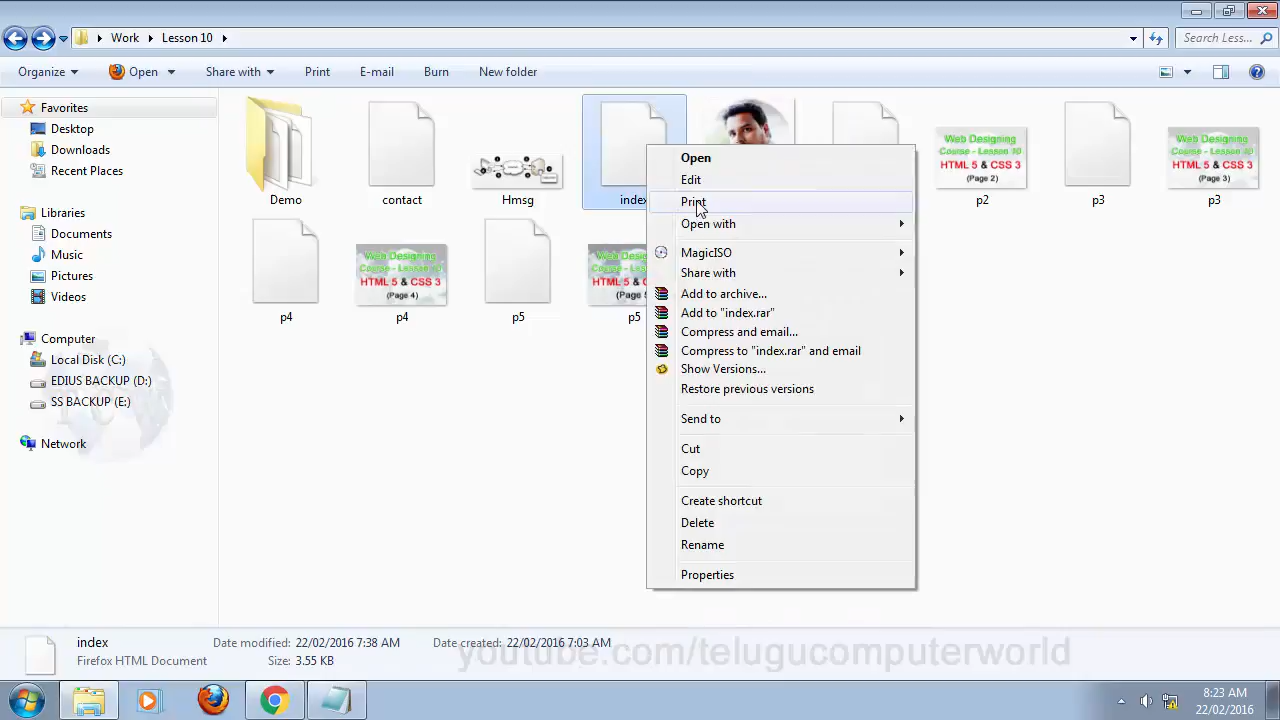 Work Lesson 10
Search Less...
Organize Open Share with Print E-mail Burn New folder
Favorites
Desktop
Downloads
Recent Places
Libraries
Documents
Music
Pictures
Videos
Computer
Local Disk (C:)
EDIUS BACKUP (D:)
SS BACKUP (E:)
Network
Demo contact Hmsg index p2 p3 p3
Web Designing
Course - Lesson 10
HTML 5 & CSS 3
(Page 2)
Web Designing
Course - Lesson 10
HTML 5 & CSS 3
(Page 3)
Web Designing
Course - Lesson 10
HTML 5 & CSS 3
(Page 4)
p4 p4 p5 p5
Open
Edit
Print
Open with
MagicISO
Share with
Add to archive...
Add to "index.rar"
Compress and email...
Compress to "index.rar" and email
Show Versions...
Restore previous versions
Send to
Cut
Copy
Create shortcut
Delete
Rename
Properties
index Date modified: 22/02/2016 7:38 AM Date created: 22/02/2016 7:03 AM
Firefox HTML Document Size: 3.55 KB
youtube.com/telugucomputerworld
8:23 AM
22/02/2016